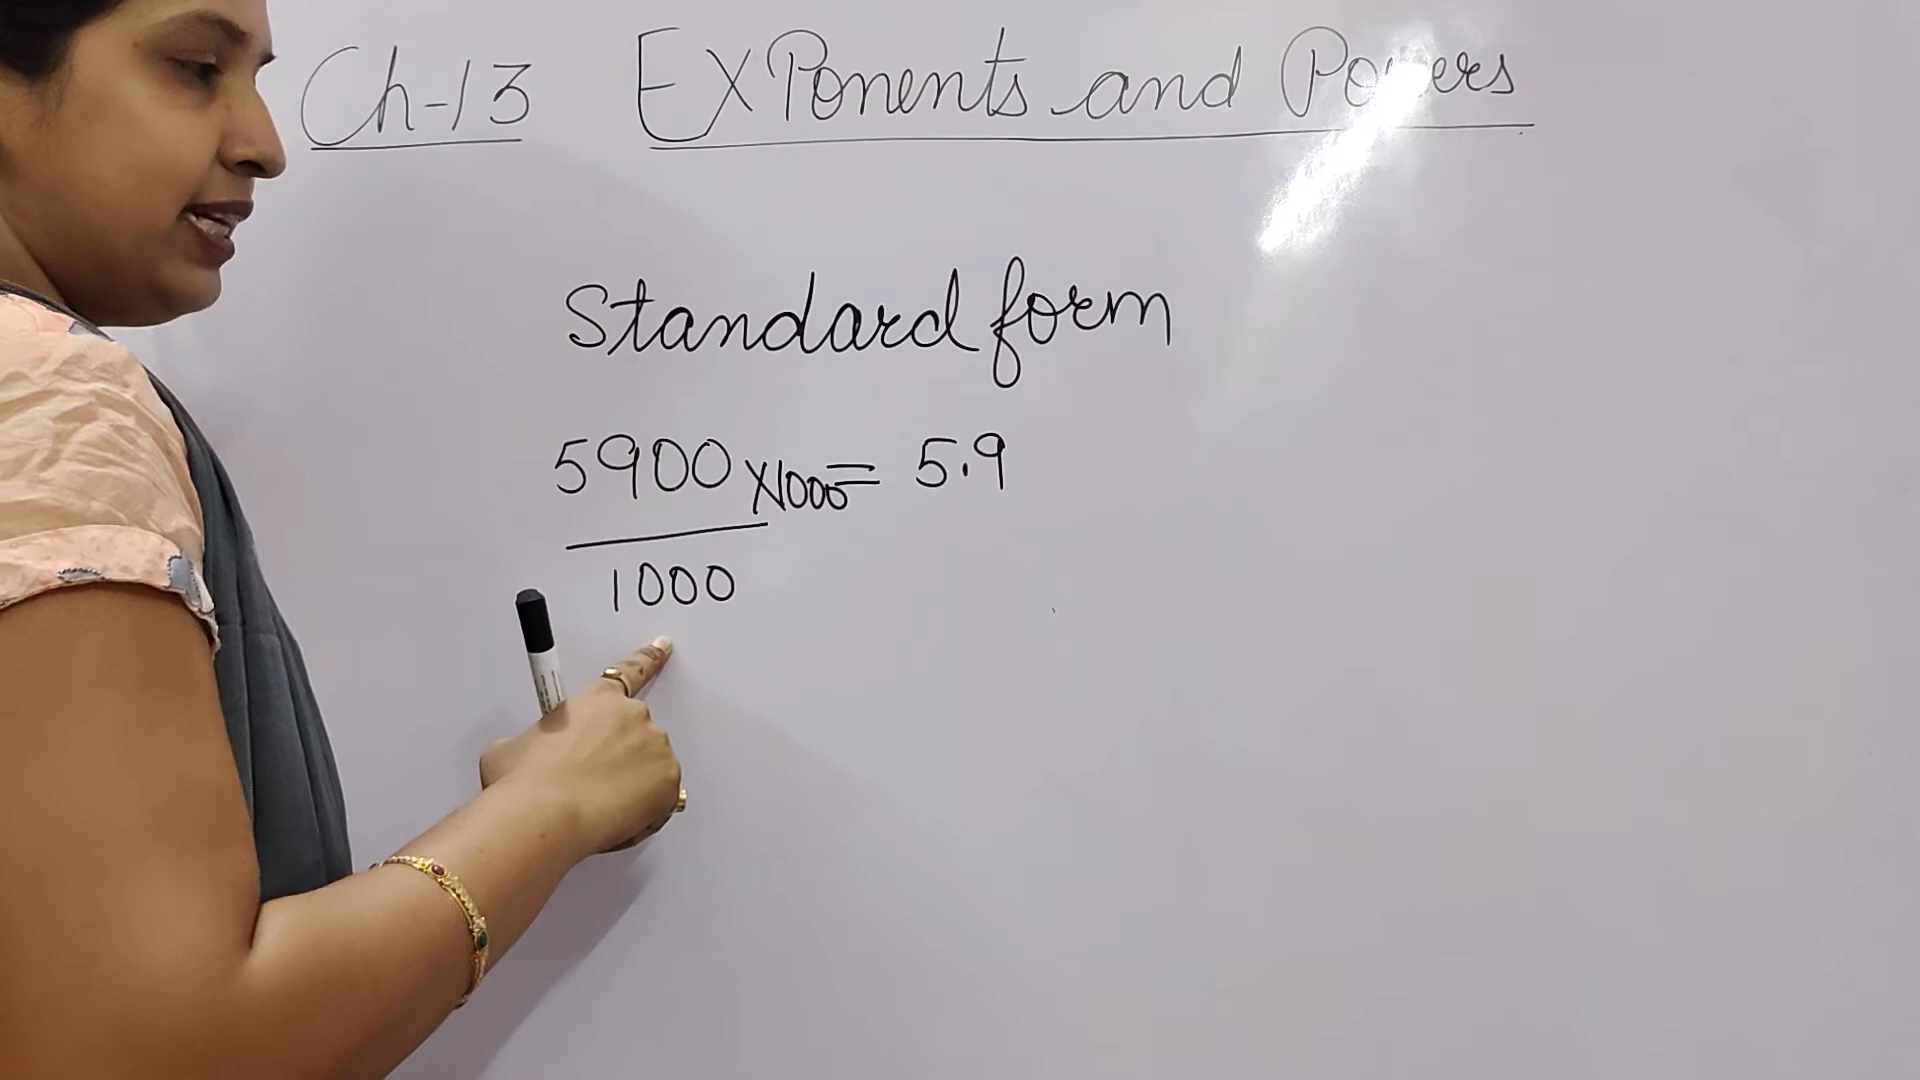 Ch-13 Exponents and Powers
Standard form
5900 ×1000 = 5.9
1000